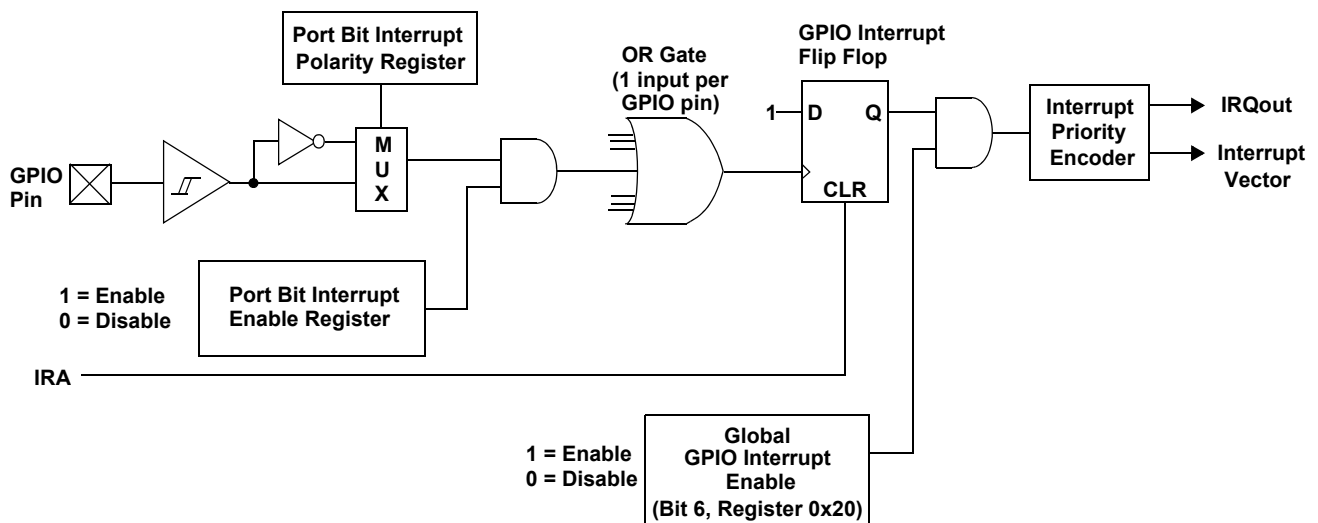 Port Bit Interrupt
Polarity Register
OR Gate
(1 input per
GPIO pin)
GPIO Interrupt
Flip Flop
GPIO
Pin
M
U
X
1
D
Q
CLR
Interrupt
Priority
Encoder
IRQout
Interrupt
Vector
1 = Enable
0 = Disable
Port Bit Interrupt
Enable Register
IRA
1 = Enable
0 = Disable
Global
GPIO Interrupt
Enable
(Bit 6, Register 0x20)